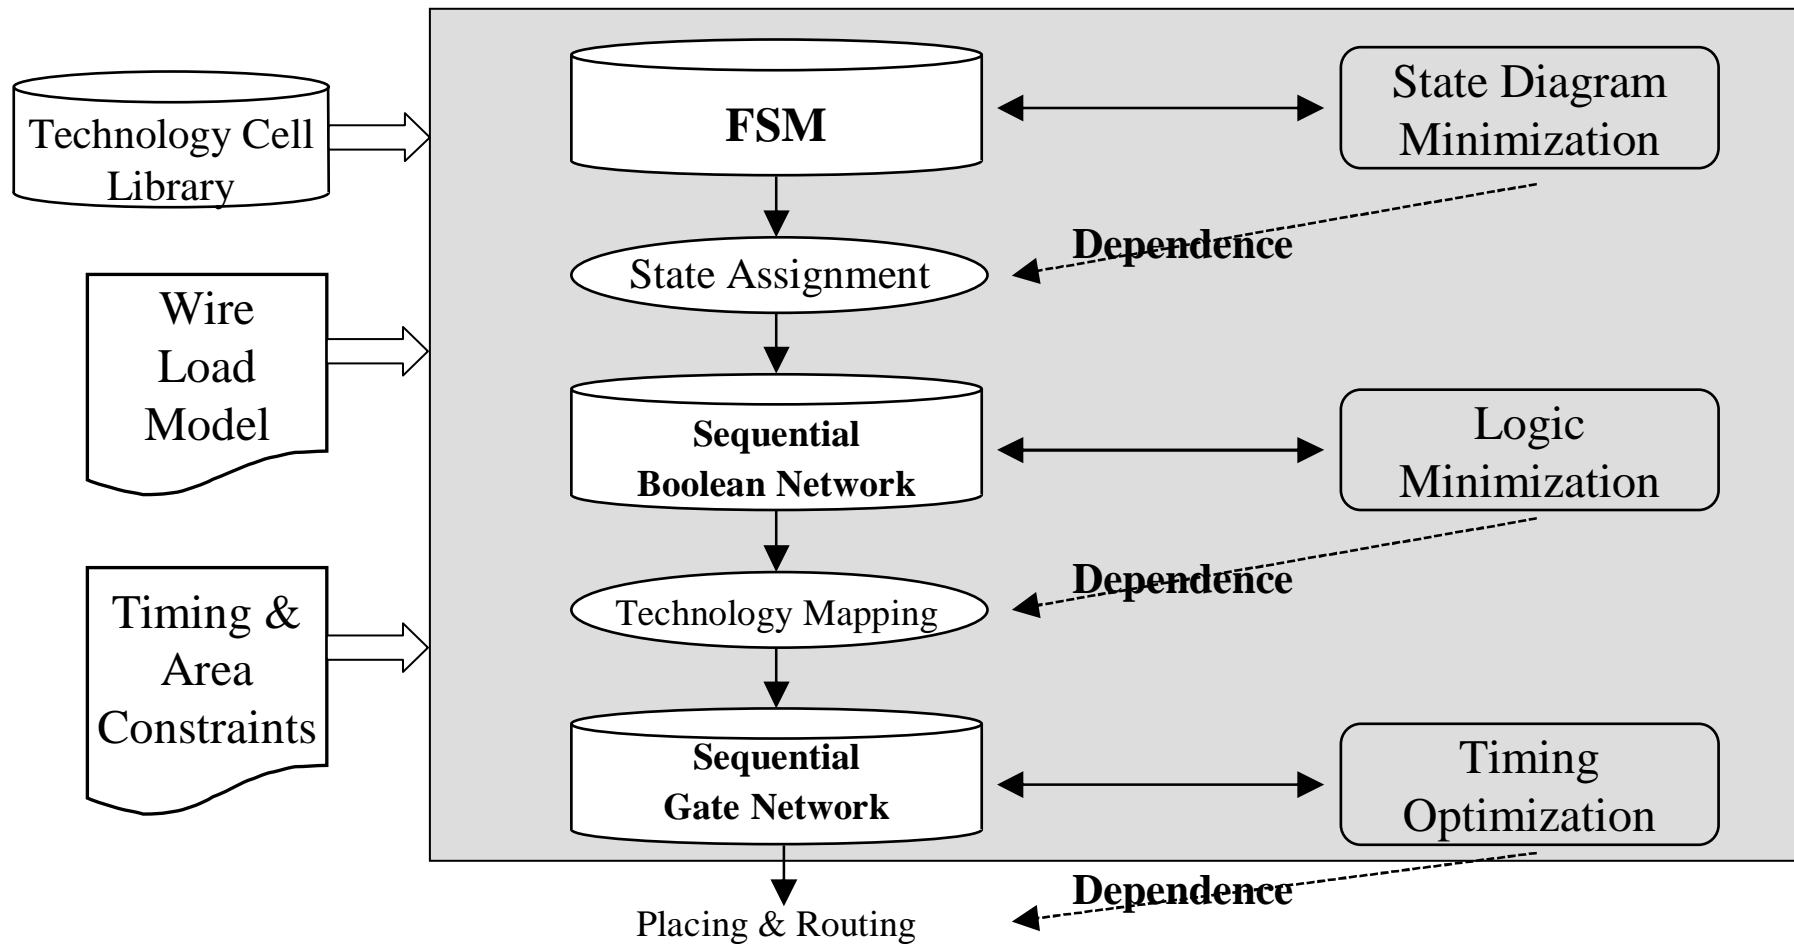 FSM
State Diagram
Minimization
Technology Cell
Library
Dependence
State Assignment
Wire
Load
Model
Sequential
Boolean Network
Logic
Minimization
Dependence
Technology Mapping
Timing &
Area
Constraints
Sequential
Gate Network
Timing
Optimization
Dependence
Placing & Routing